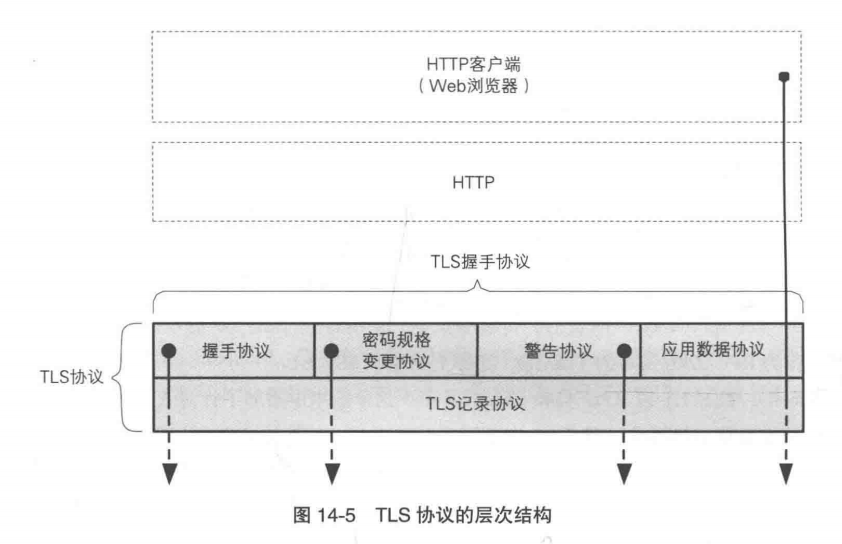 HTTP客户端
（Web浏览器）
HTTP
TLS握手协议
TLS协议
握手协议
密码规格
变更协议
警告协议
应用数据协议
TLS记录协议
图 14-5 TLS 协议的层次结构